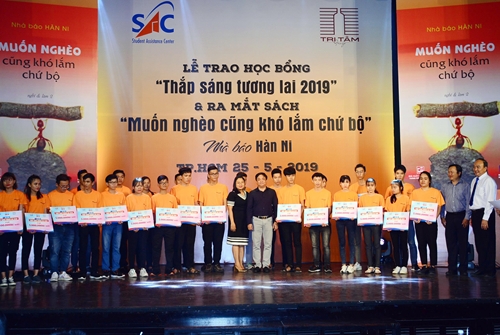 Nhà báo HÀN NI
MUỐN NGHÈO
cũng khó lắm
chứ bộ
SAC
Student Assistance Center
TRI TÂM
LỄ TRAO HỌC BỔNG
“Thắp sáng tương lai 2019”
& RA MẮT SÁCH
“Muốn nghèo cũng khó lắm chứ bộ”
Nhà báo Hàn Ni
TP.HCM 25 - 5 - 2019
Nhà báo HÀN NI
MUỐN NGHÈO
cũng khó lắm
chứ bộ